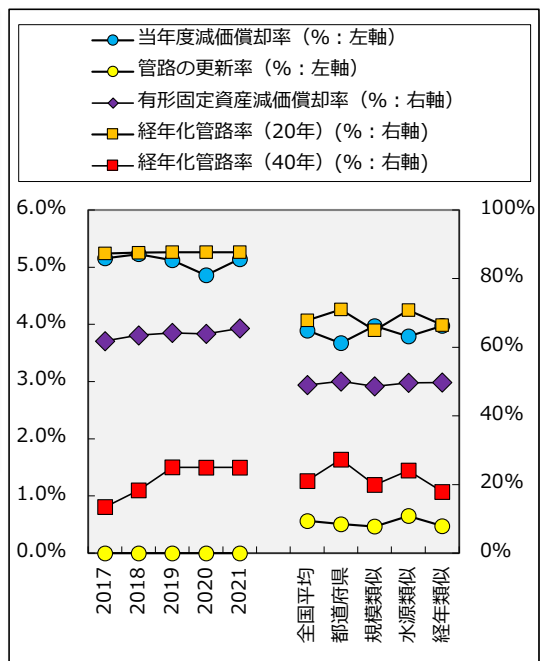 当年度減価償却率（%：左軸）
管路の更新率（%：左軸）
有形固定資産減価償却率（%：右軸）
経年化管路率（20年）(%：右軸)
経年化管路率（40年）(%：右軸)
6.0%
5.0%
4.0%
3.0%
2.0%
1.0%
0.0%
100%
80%
60%
40%
20%
0%
2017
2018
2019
2020
2021
全国平均
都道府県
規模類似
水源類似
経年類似